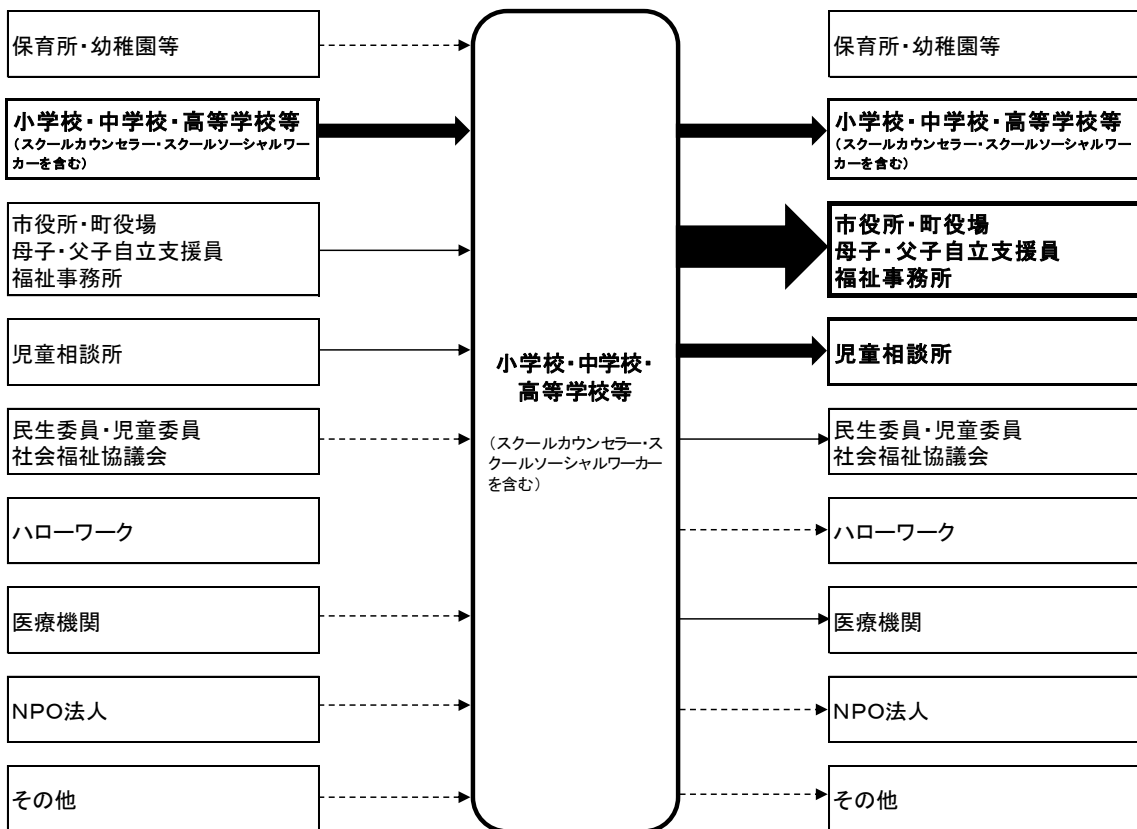 保育所・幼稚園等
小学校・中学校・高等学校等
（スクールカウンセラー・スクールソーシャルワー
カーを含む）
市役所・町役場
母子・父子自立支援員
福祉事務所
児童相談所
民生委員・児童委員
社会福祉協議会
ハローワーク
医療機関
NPO法人
その他
小学校・中学校・
高等学校等
（スクールカウンセラー・ス
クールソーシャルワーカー
を含む）
保育所・幼稚園等
小学校・中学校・高等学校等
（スクールカウンセラー・スクールソーシャルワー
カーを含む）
市役所・町役場
母子・父子自立支援員
福祉事務所
児童相談所
民生委員・児童委員
社会福祉協議会
ハローワーク
医療機関
NPO法人
その他